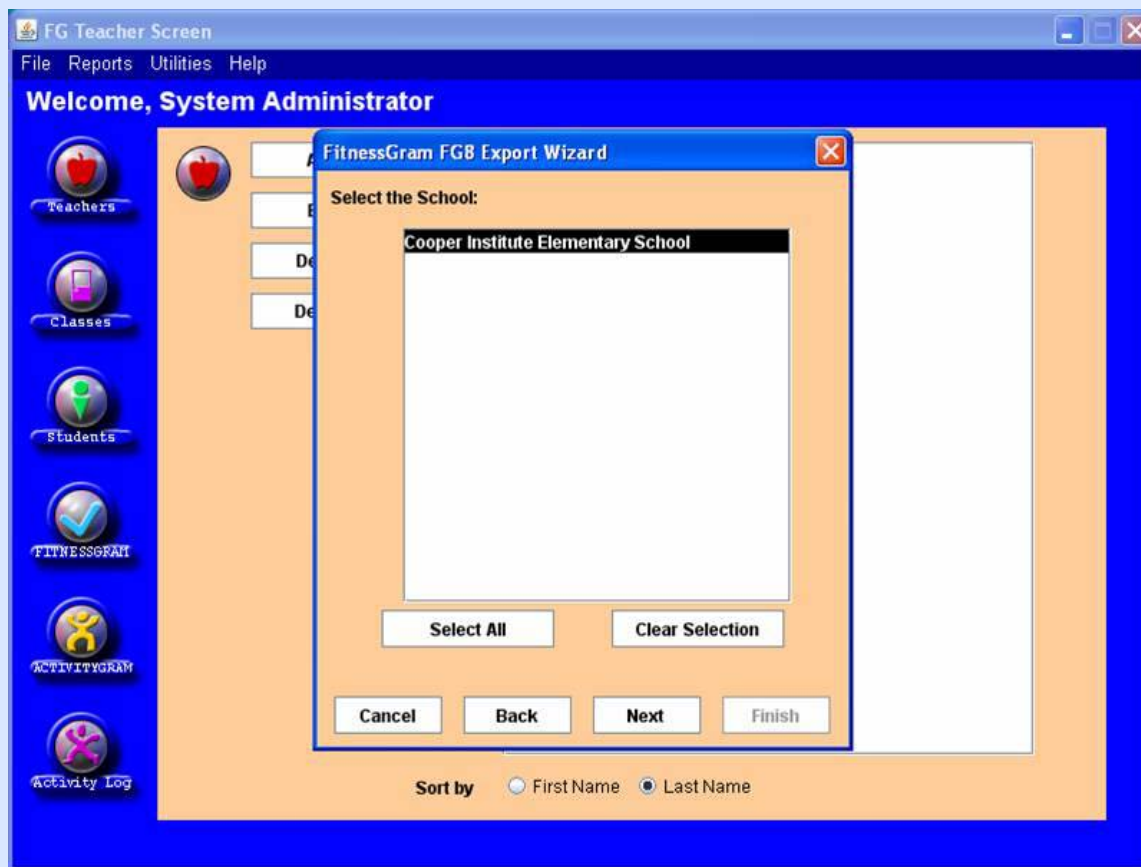 FG Teacher Screen
File Reports Utilities Help
Welcome, System Administrator
Teachers
Classes
Students
FITNESSGRAM
ACTIVITYGRAM
Activity Log
De
De
FitnessGram FG8 Export Wizard
Select the School:
Cooper Institute Elementary School
Select All Clear Selection
Cancel Back Next Finish
Sort by First Name Last Name